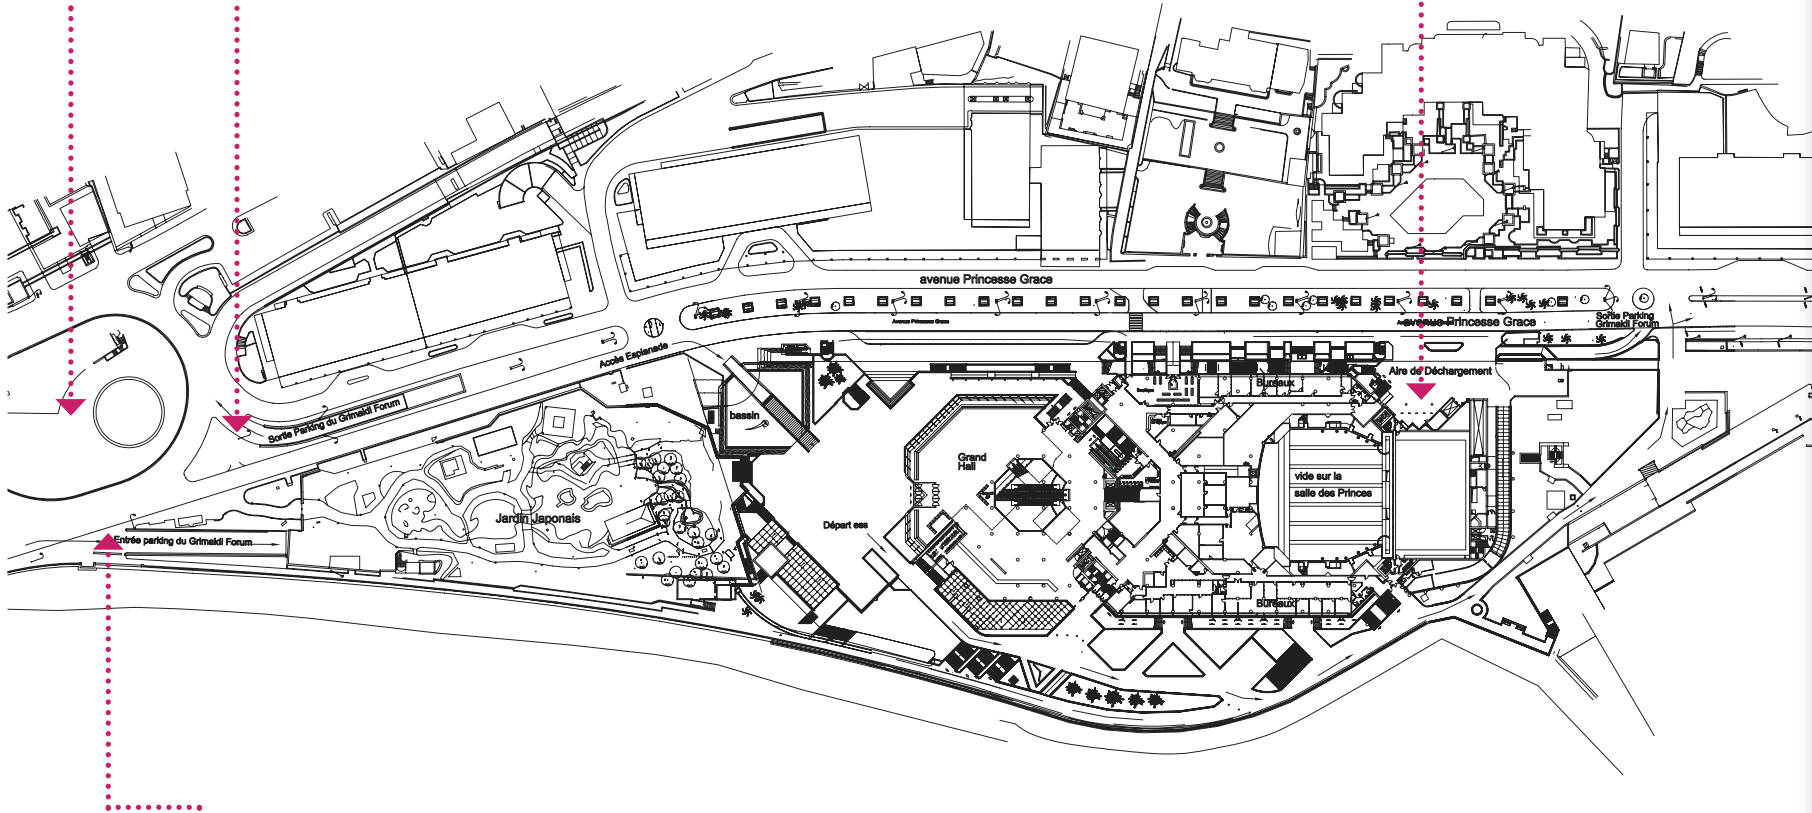 avenue Princesse Grace
Avenue Princesse Grace
avenue Princesse Grace
Sortie Parking
Grimaldi Forum
Accès Esplanade
Aire de Déchargement
Bureaux
Sortie Parking du Grimaldi Forum
bassin
Grand
Hall
vide sur la
salle des Princes
Jardin Japonais
Départ ess
Entrée parking du Grimaldi Forum
Bureaux